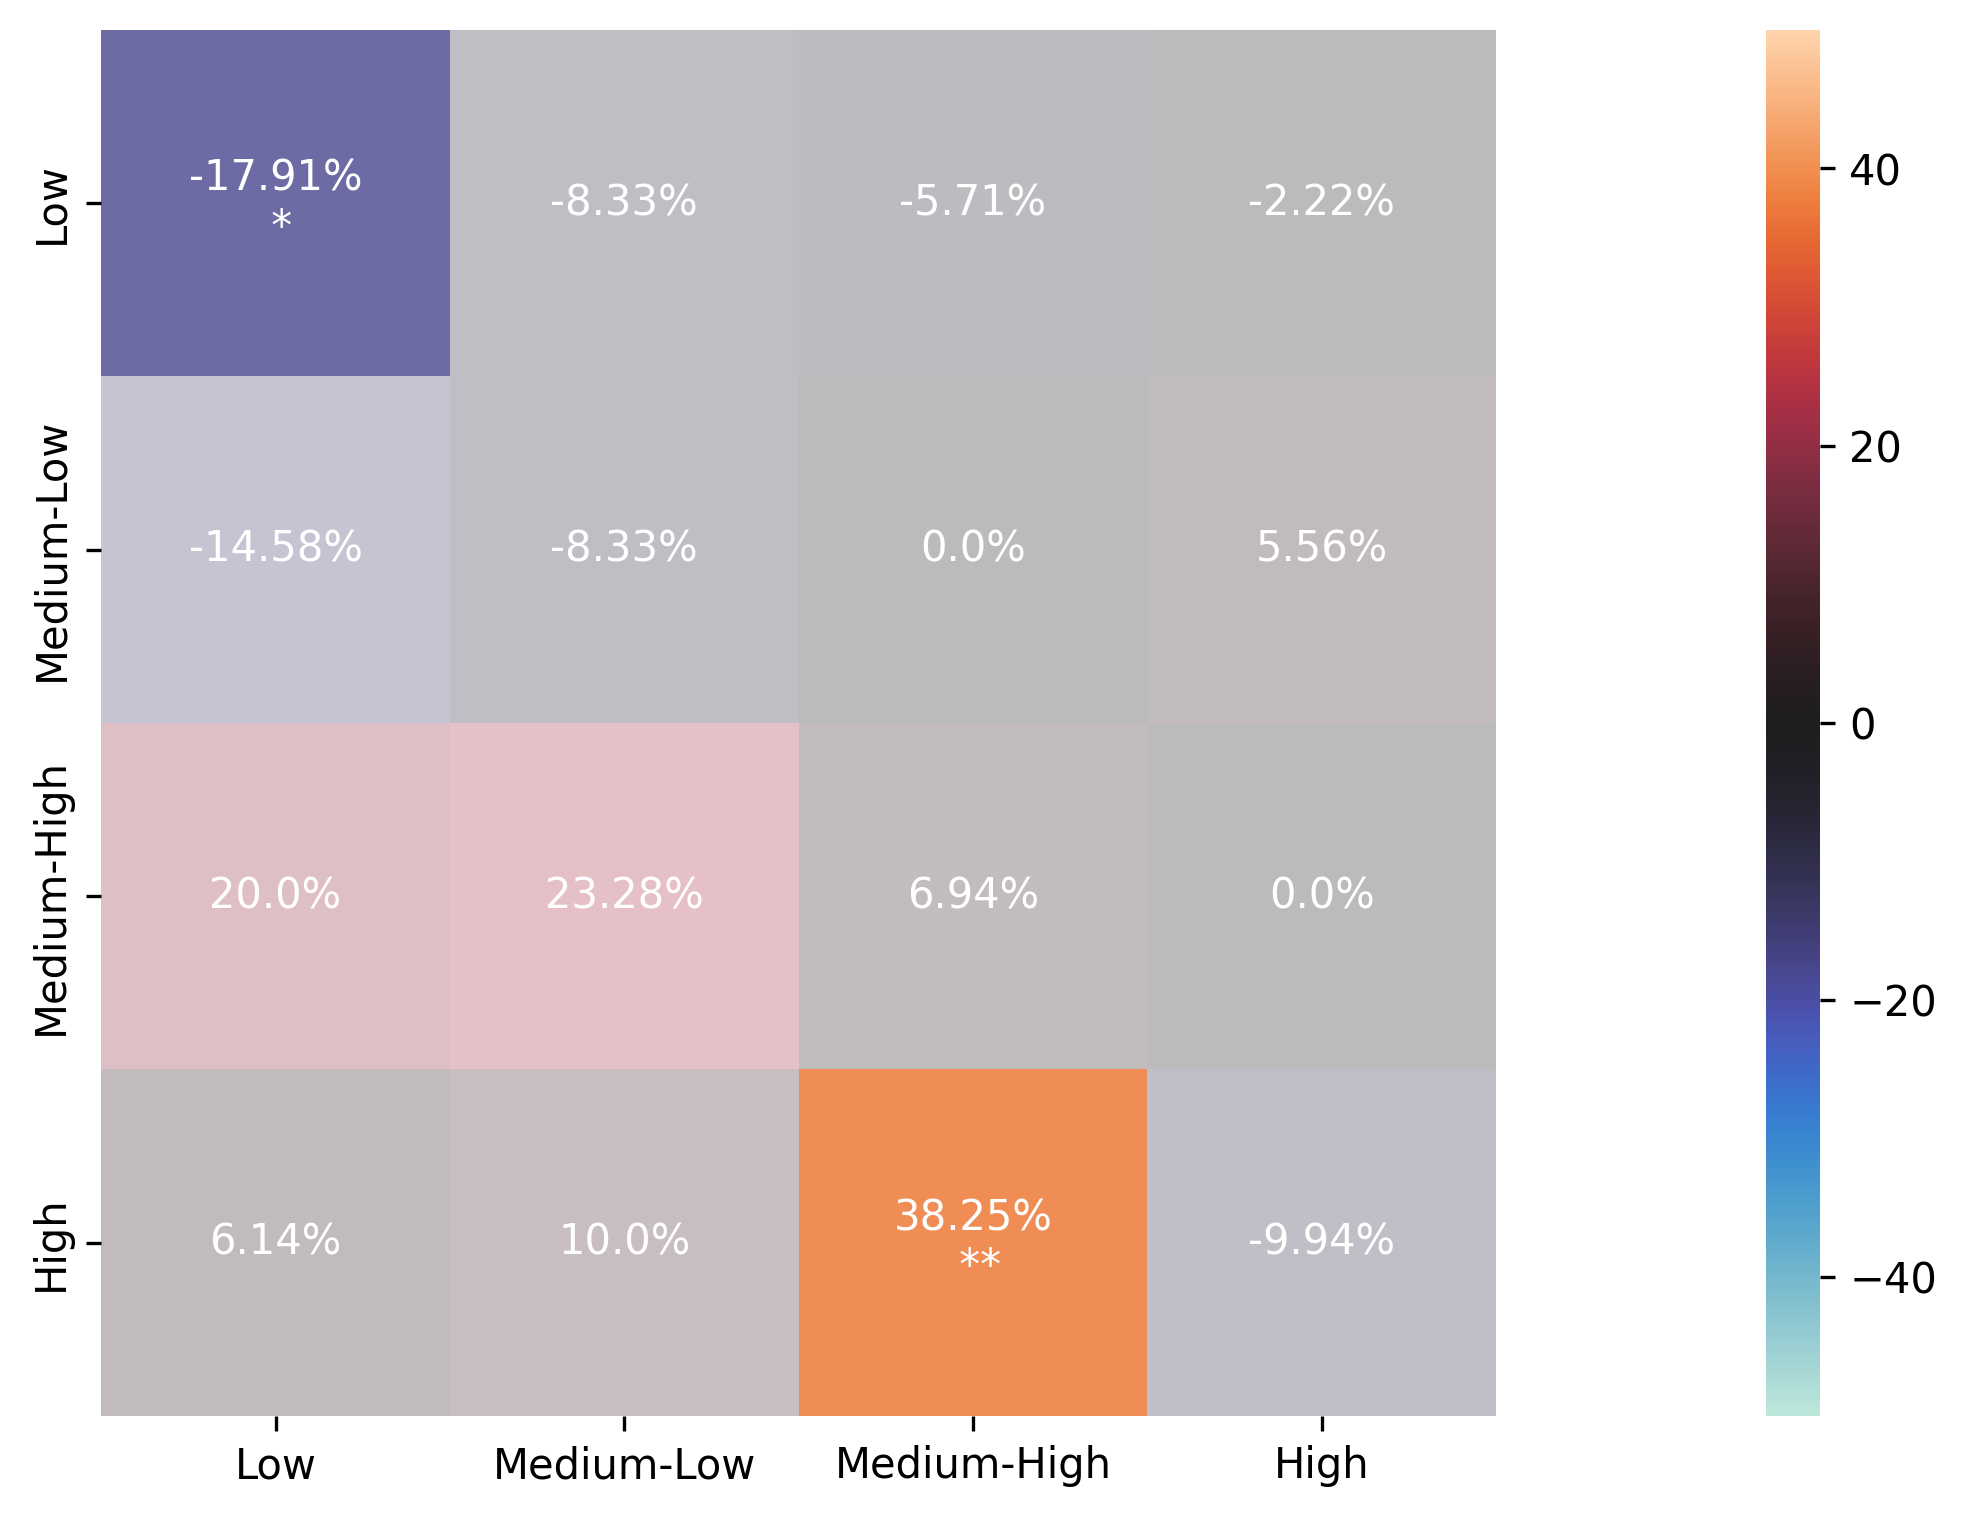 Low
-17.91%
*
-8.33%
-5.71%
-2.22%
Medium-Low
-14.58%
-8.33%
0.0%
5.56%
Medium-High
20.0%
23.28%
6.94%
0.0%
High
6.14%
10.0%
38.25%
**
-9.94%
Low
Medium-Low
Medium-High
High
40
20
0
−20
−40